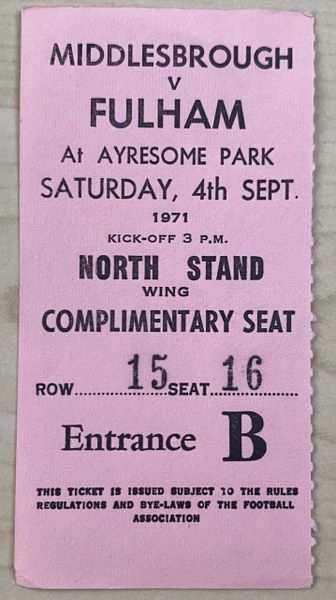 MIDDLESBROUGH
V
FULHAM
At AYRESOME PARK
SATURDAY, 4th SEPT.
1971
KICK-OFF 3 P.M.
NORTH STAND
WING
COMPLIMENTARY SEAT
ROW 15 SEAT 16
Entrance B
THIS TICKET IS ISSUED SUBJECT TO THE RULES
REGULATIONS AND BYE-LAWS OF THE FOOTBALL
ASSOCIATION